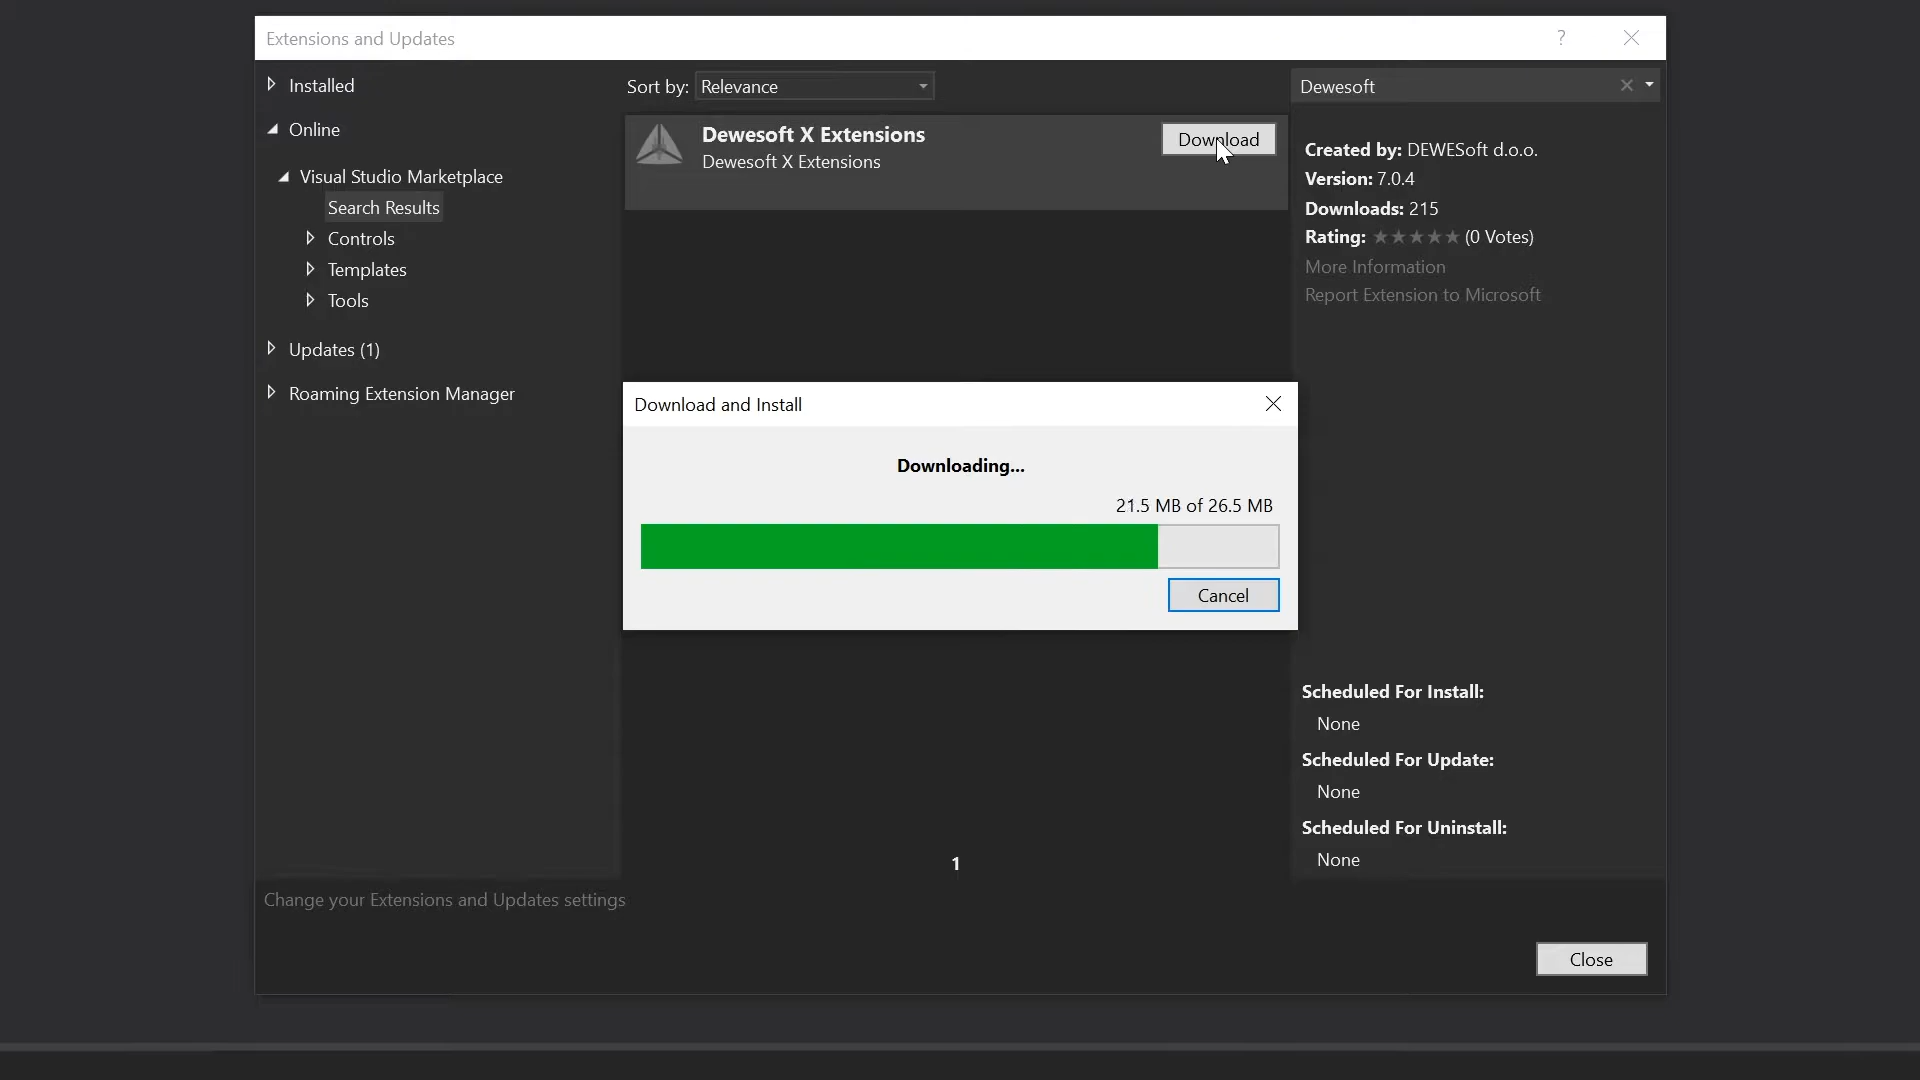 Extensions and Updates
?
Installed
Online
Visual Studio Marketplace
Search Results
Controls
Templates
Tools
Updates (1)
Roaming Extension Manager
Sort by: Relevance
Dewesoft X Extensions
Dewesoft X Extensions
Download
Dewesoft
Created by: DEWESoft d.o.o.
Version: 7.0.4
Downloads: 215
Rating: ★★★★★ (0 Votes)
More Information
Report Extension to Microsoft
Download and Install
Downloading...
21.5 MB of 26.5 MB
Cancel
Scheduled For Install:
None
Scheduled For Update:
None
Scheduled For Uninstall:
None
1
Change your Extensions and Updates settings
Close